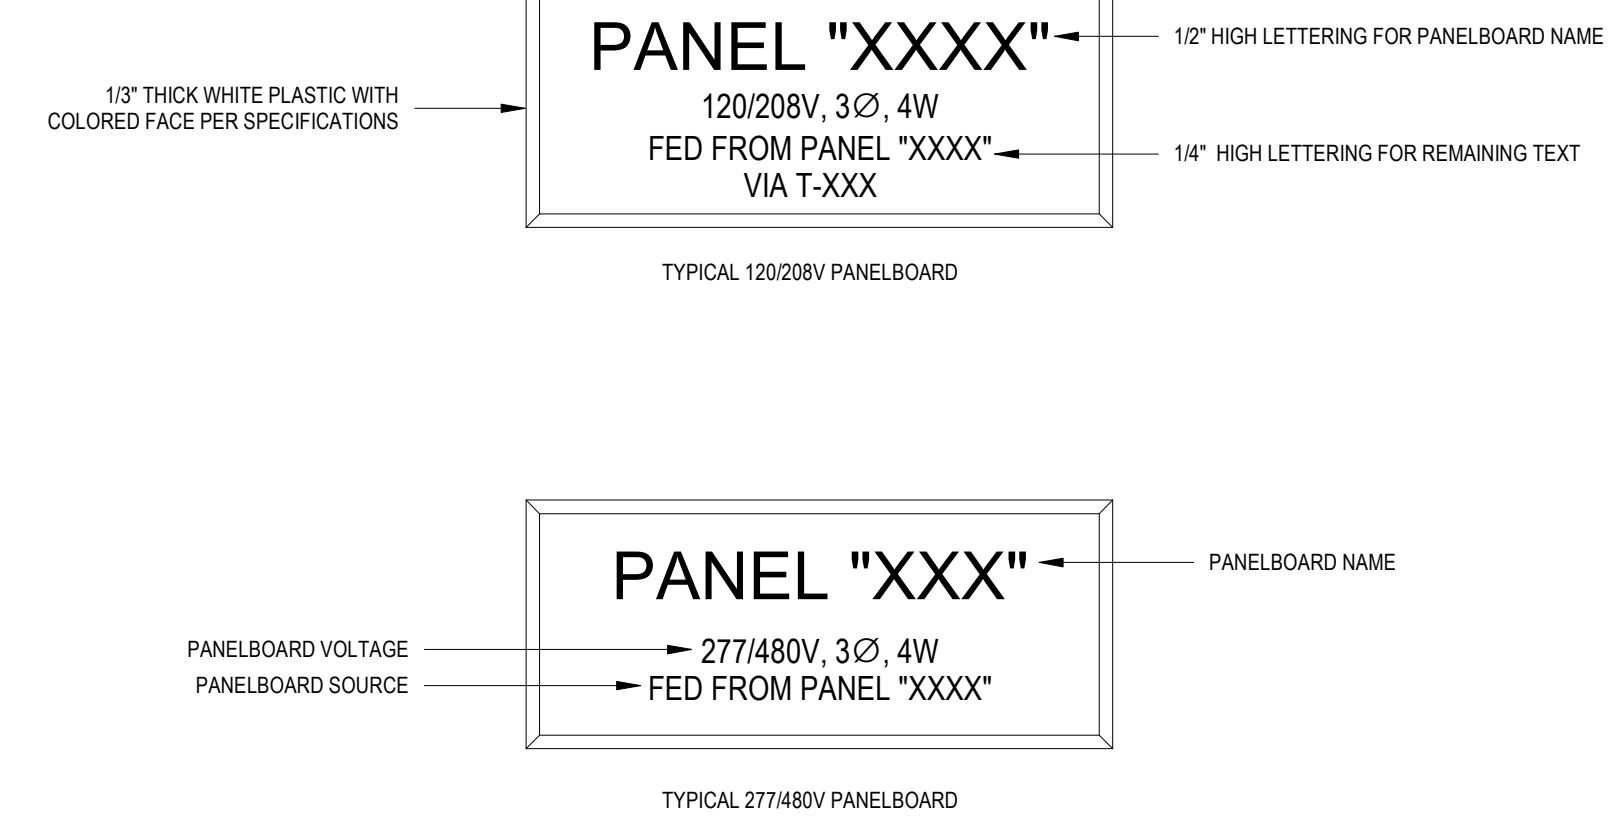 PANEL "XXXX"
1/2" HIGH LETTERING FOR PANELBOARD NAME
1/3" THICK WHITE PLASTIC WITH
COLORED FACE PER SPECIFICATIONS
120/208V, 3∅, 4W
FED FROM PANEL "XXXX"
1/4" HIGH LETTERING FOR REMAINING TEXT
VIA T-XXX
TYPICAL 120/208V PANELBOARD
PANEL "XXX"
PANELBOARD NAME
PANELBOARD VOLTAGE
277/480V, 3∅, 4W
PANELBOARD SOURCE
FED FROM PANEL "XXXX"
TYPICAL 277/480V PANELBOARD